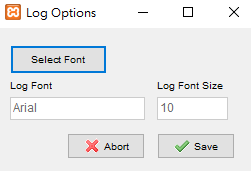 Log Options
Select Font
Log Font Log Font Size
Arial 10
Abort Save